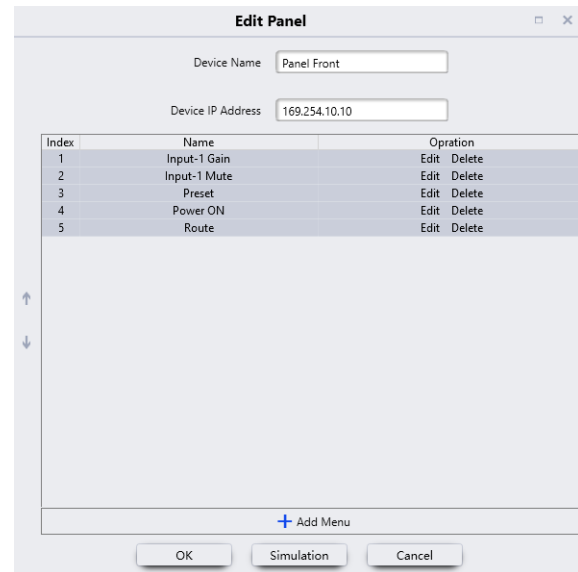 Edit Panel
Device Name Panel Front
Device IP Address 169.254.10.10
Index Name Opration
1 Input-1 Gain Edit Delete
2 Input-1 Mute Edit Delete
3 Preset Edit Delete
4 Power ON Edit Delete
5 Route Edit Delete
Add Menu
OK Simulation Cancel